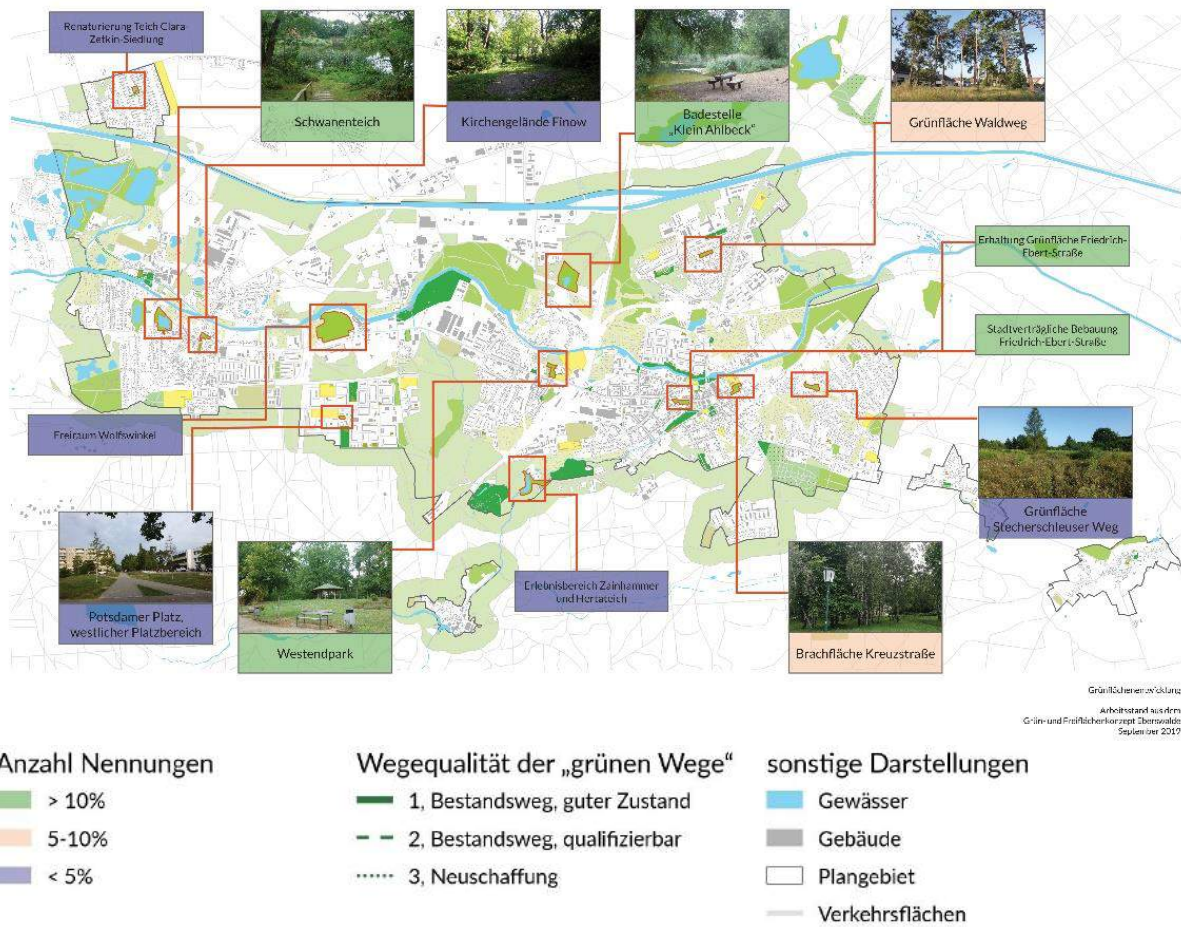 Renaturierung Teich Clara-
Zetkin-Siedlung
Schwanenteich
Kirchengelände Finow
Badestelle
„Klein Ahlbeck“
Grünfläche Waldweg
Erhaltung Grünfläche Friedrich-
Ebert-Straße
Stadtverträgliche Bebauung
Friedrich-Ebert-Straße
Freiraum Wolfswinkel
Grünfläche
Stecherschleuser Weg
Potsdamer Platz,
westlicher Platzbereich
Westendpark
Erlebnisbereich Zainhammer
und Hertateich
Brachfläche Kreuzstraße
Grünflächenentwicklung
Arbeitsstand aus dem
Grün- und Freiflächenkonzept Eberswalde
September 2019
Anzahl Nennungen
> 10%
5-10%
< 5%
Wegequalität der „grünen Wege“
1, Bestandsweg, guter Zustand
2, Bestandsweg, qualifizierbar
3, Neuschaffung
sonstige Darstellungen
Gewässer
Gebäude
Plangebiet
Verkehrsflächen